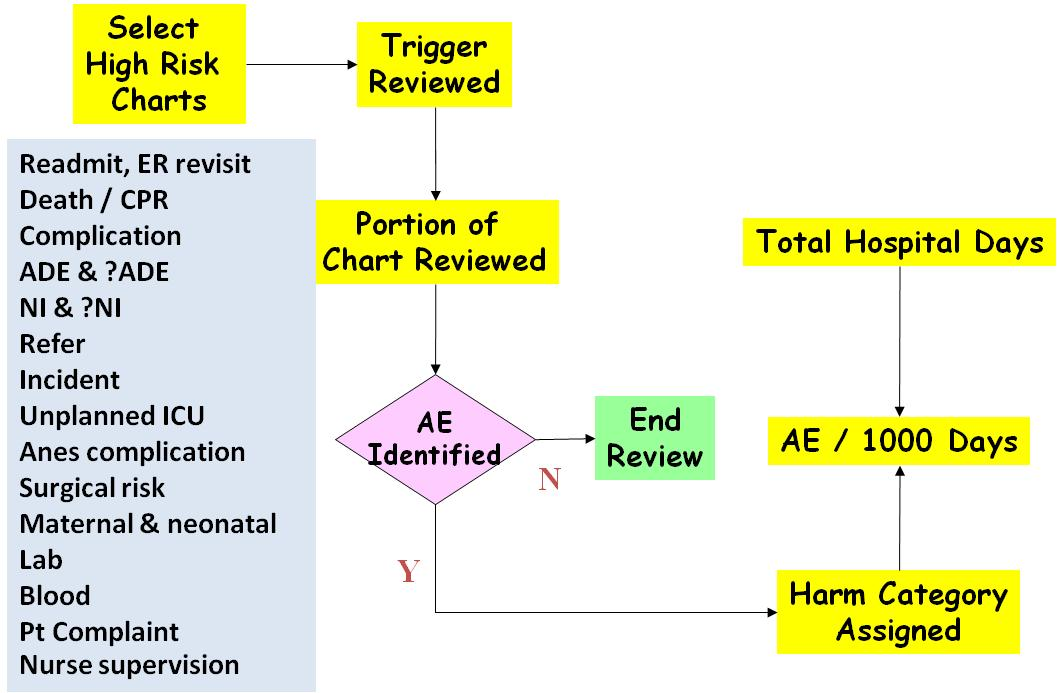 Select
High Risk
Charts
Trigger
Reviewed
Readmit, ER revisit
Death / CPR
Complication
ADE & ?ADE
NI & ?NI
Refer
Incident
Unplanned ICU
Anes complication
Surgical risk
Maternal & neonatal
Lab
Blood
Pt Complaint
Nurse supervision
Portion of
Chart Reviewed
AE
Identified
N
End
Review
Y
Total Hospital Days
AE / 1000 Days
Harm Category
Assigned